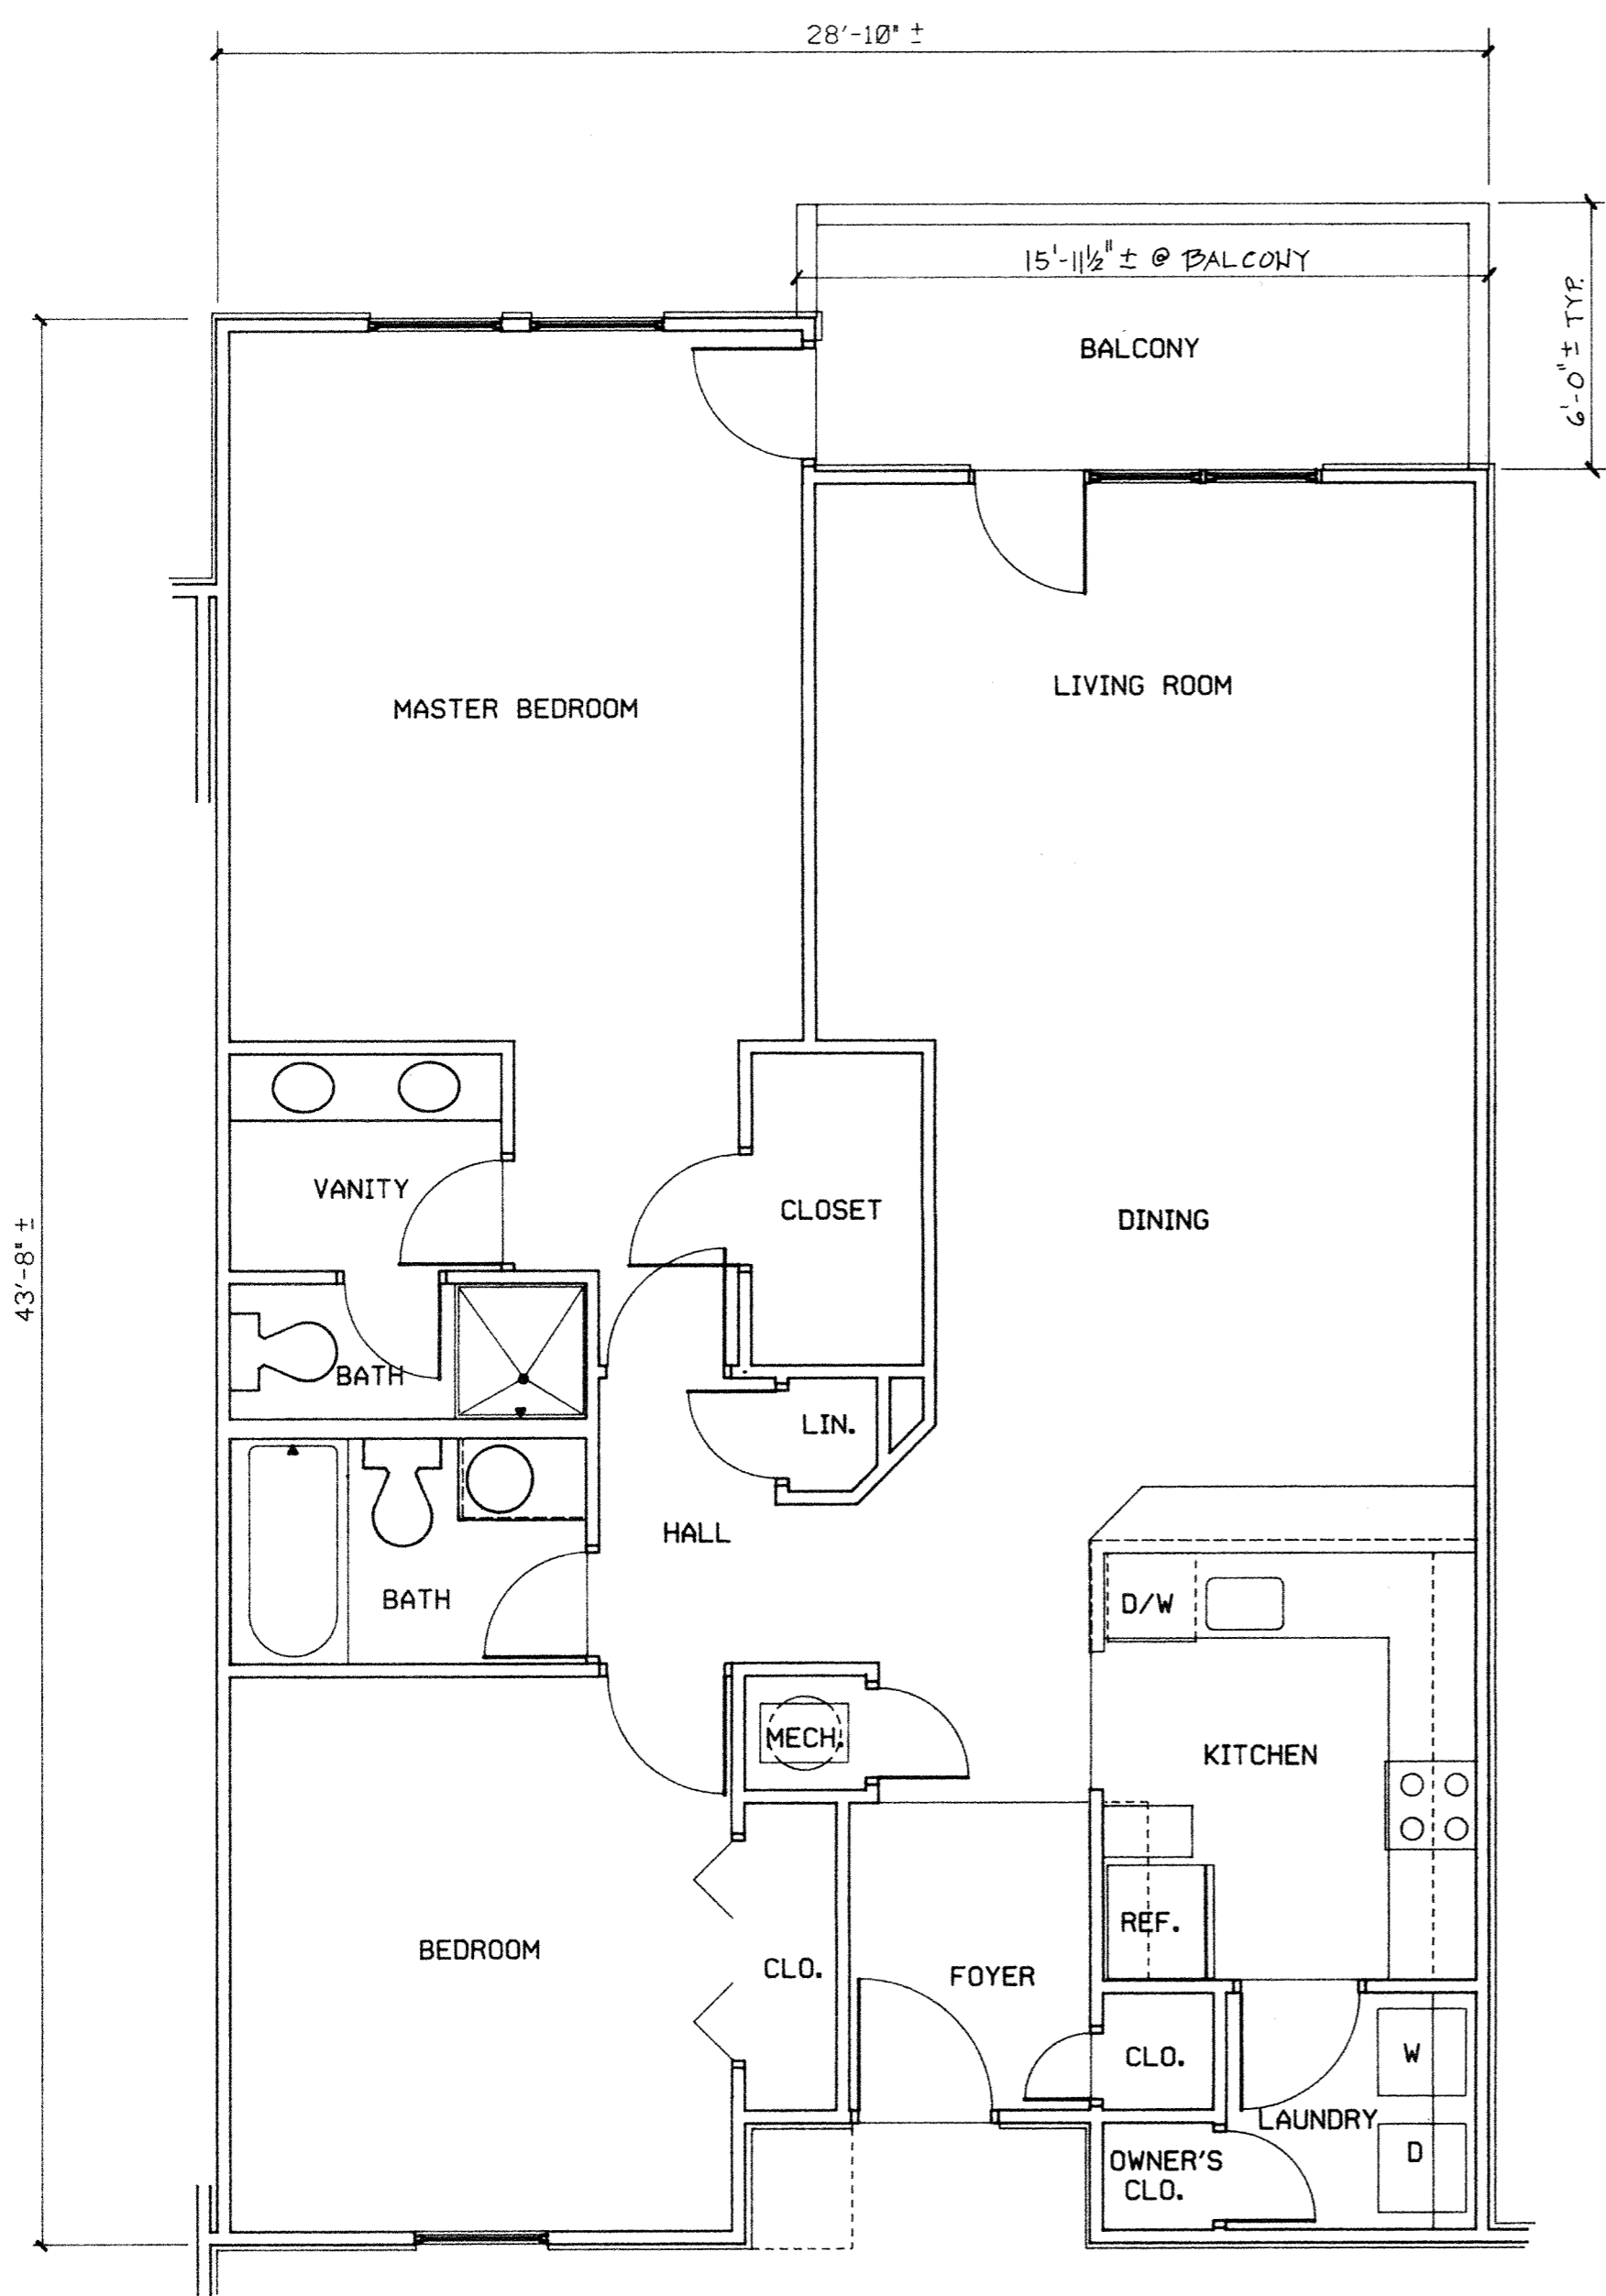 28'-10" ±
15'-11½" ± @ BALCONY
6'-0" ± TYP.
BALCONY
LIVING ROOM
MASTER BEDROOM
43'-8" ±
VANITY
CLOSET
DINING
BATH
LIN.
HALL
BATH
D/W
MECH.
KITCHEN
REF.
BEDROOM
CLO.
FOYER
CLO.
W
LAUNDRY
D
OWNER'S
CLO.